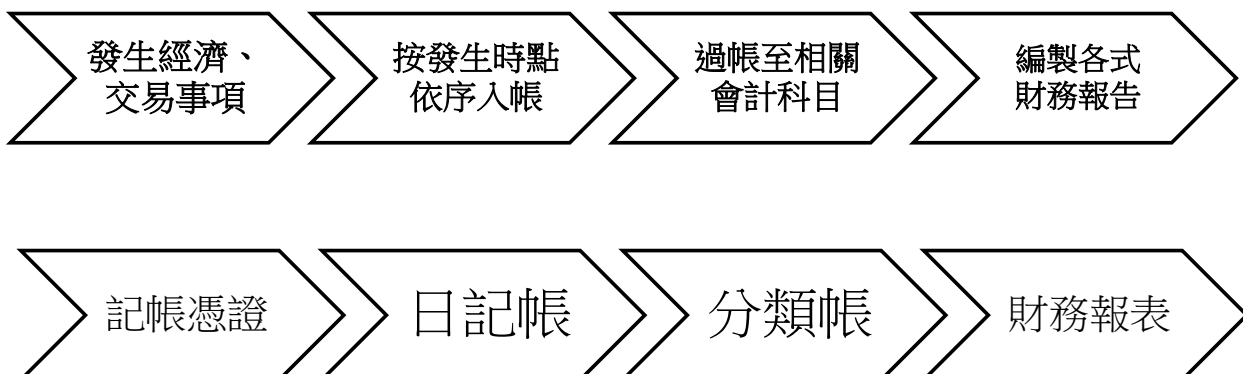 發生經濟、
交易事項
按發生時點
依序入帳
過帳至相關
會計科目
編製各式
財務報告
記帳憑證
日記帳
分類帳
財務報表